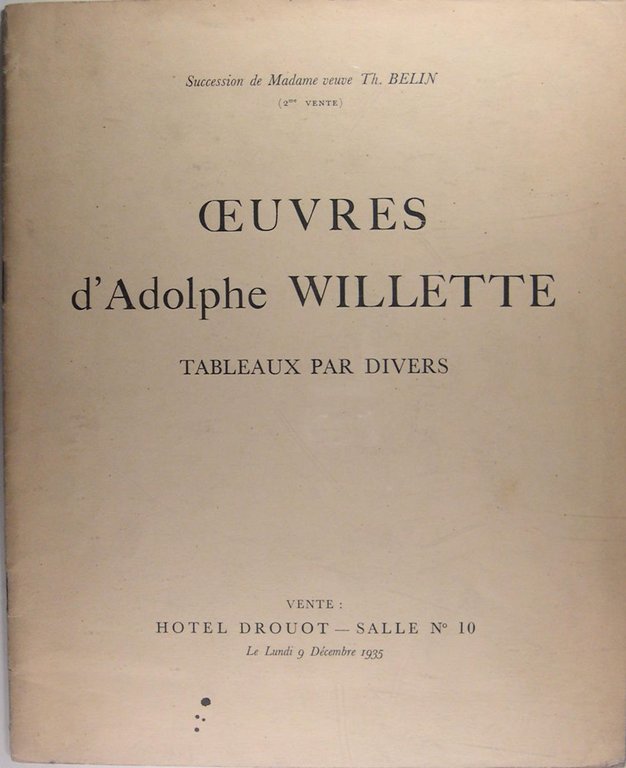 Succession de Madame veuve Th. BELIN
(2me VENTE)
ŒUVRES
d'Adolphe WILLETTE
TABLEAUX PAR DIVERS
VENTE :
HOTEL DROUOT — SALLE No 10
Le Lundi 9 Décembre 1935